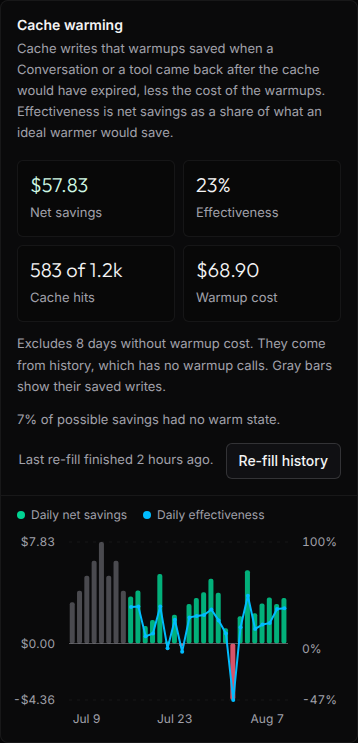 Cache warming
Cache writes that warmups saved when a
Conversation or a tool came back after the cache
would have expired, less the cost of the warmups.
Effectiveness is net savings as a share of what an
ideal warmer would save.
$57.83
Net savings
23%
Effectiveness
583 of 1.2k
Cache hits
$68.90
Warmup cost
Excludes 8 days without warmup cost. They come
from history, which has no warmup calls. Gray bars
show their saved writes.
7% of possible savings had no warm state.
Last re-fill finished 2 hours ago.
Re-fill history
Daily net savings
Daily effectiveness
$7.83
100%
$0.00
0%
-$4.36
-47%
Jul 9
Jul 23
Aug 7